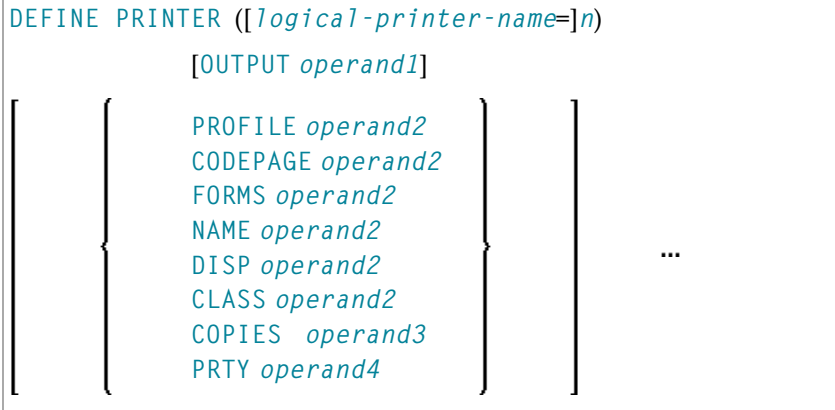 DEFINE PRINTER ([logical-printer-name=]n)
[OUTPUT operand1]
PROFILE operand2
CODEPAGE operand2
FORMS operand2
NAME operand2
DISP operand2
CLASS operand2
COPIES operand3
PRTY operand4
...